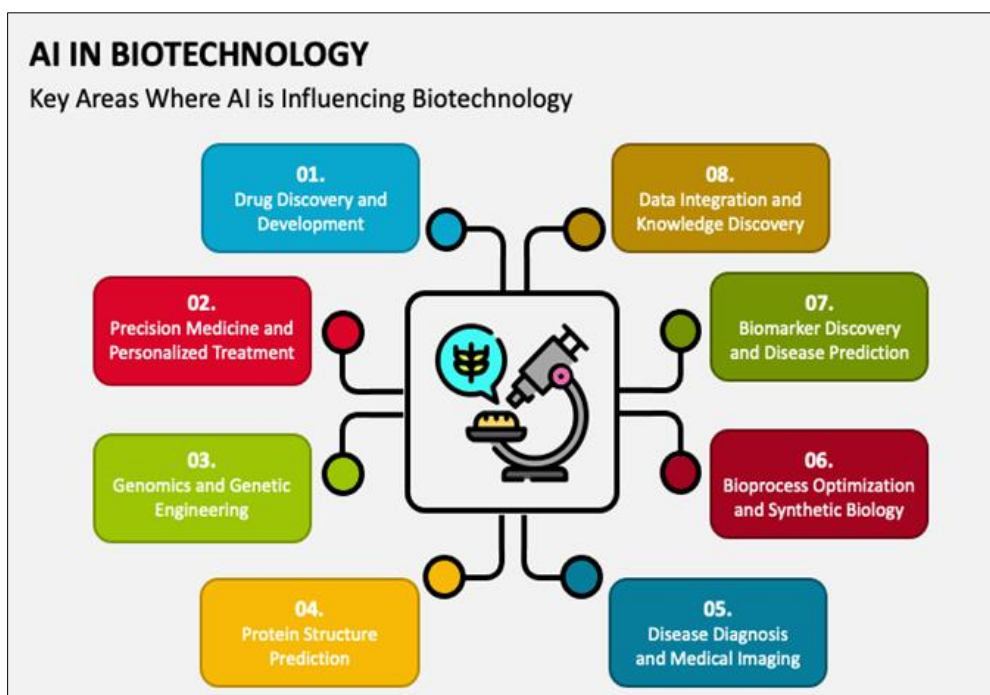 AI IN BIOTECHNOLOGY
Key Areas Where AI is Influencing Biotechnology
01.
Drug Discovery and
Development
02.
Precision Medicine and
Personalized Treatment
03.
Genomics and Genetic
Engineering
04.
Protein Structure
Prediction
05.
Disease Diagnosis
and Medical Imaging
06.
Bioprocess Optimization
and Synthetic Biology
07.
Biomarker Discovery
and Disease Prediction
08.
Data Integration and
Knowledge Discovery